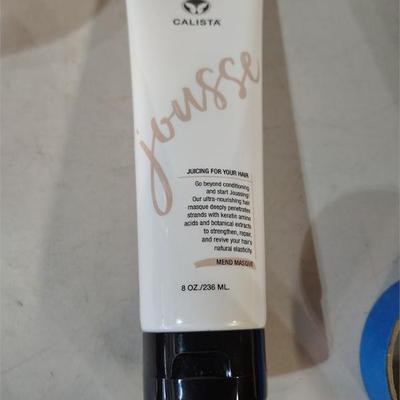 CALISTA
jousse
JUICING FOR YOUR HAIR
Go beyond conditioning
and start Joussing!
Our ultra-nourishing hair
masque deeply penetrates
strands with keratin amino
acids and botanical extracts
to strengthen, repair,
and revive your hair's
natural elasticity
MEND MASQUE
8 OZ./236 ML.